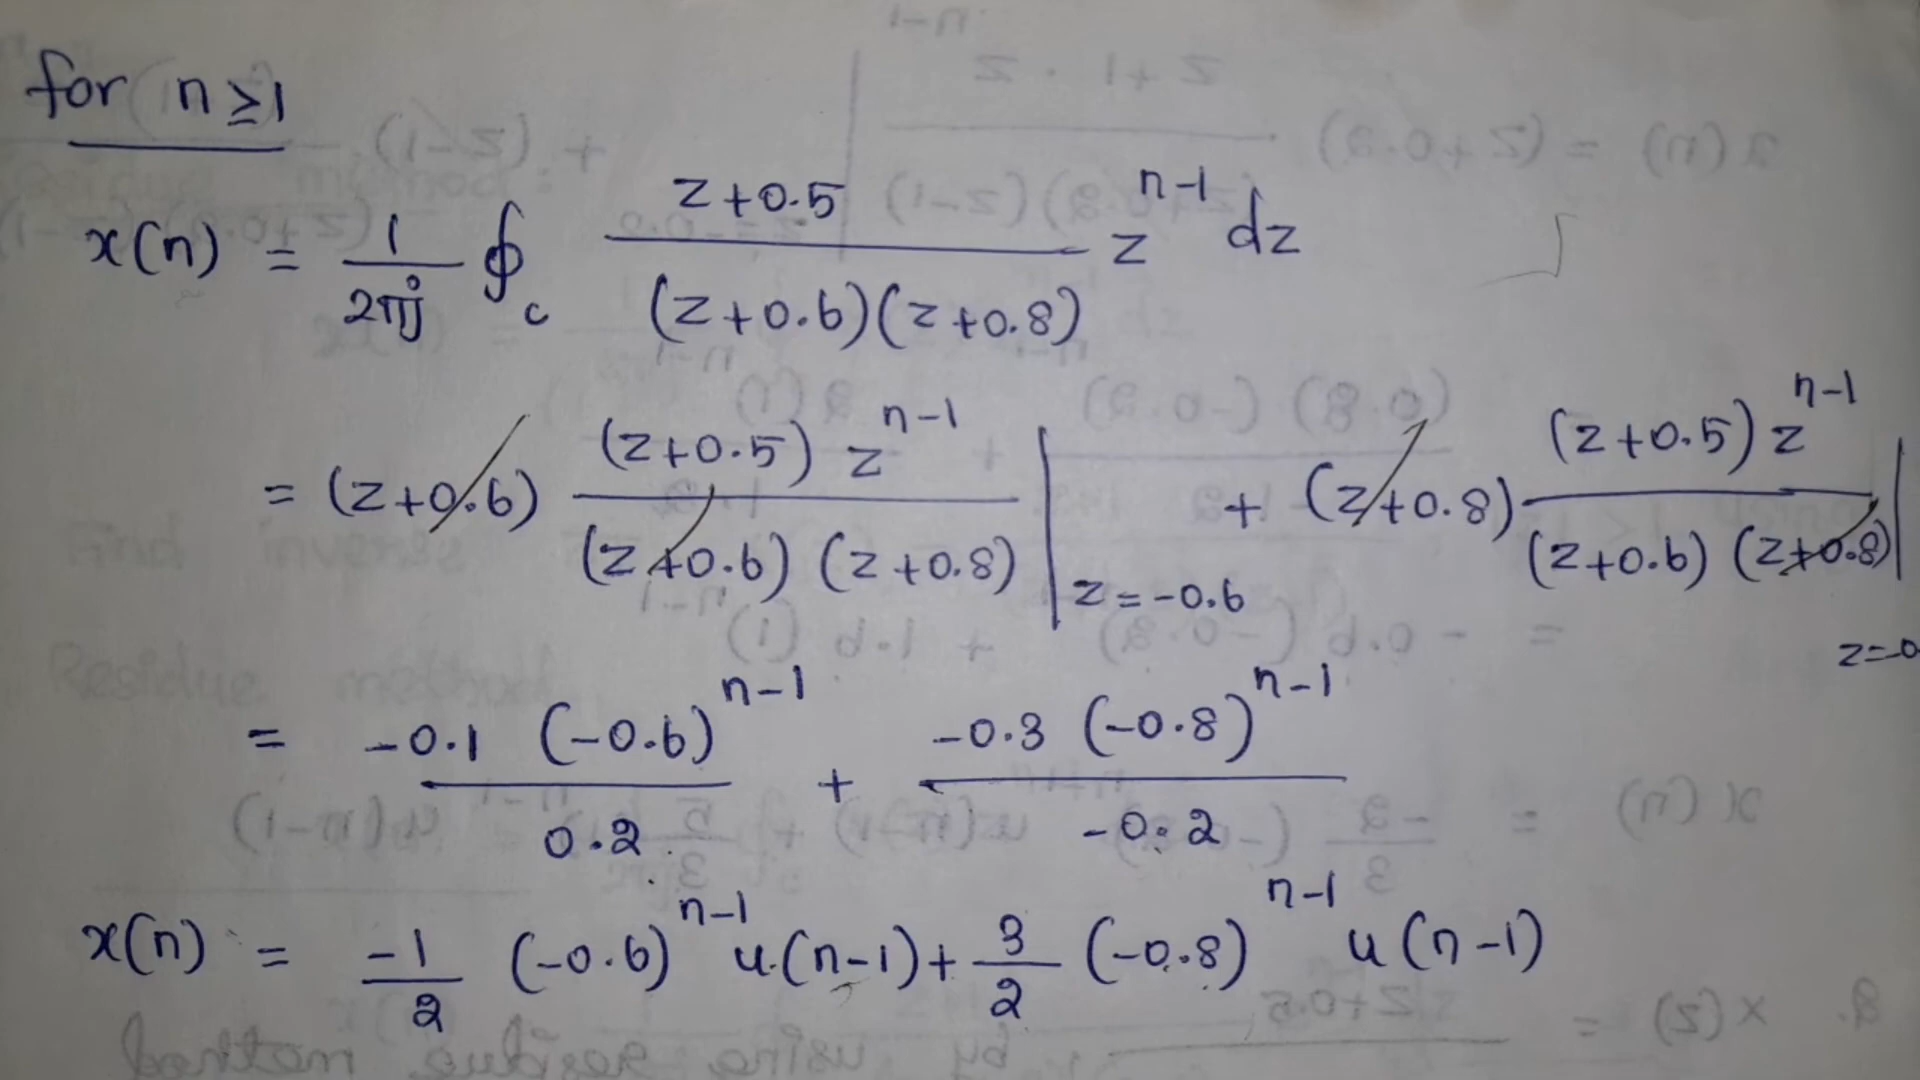 for n ≥ 1
x(n) = 1/2πj ∮c z+0.5/(z+0.6)(z+0.8) z^n-1 dz
= (z+0.6) (z+0.5) z^n-1/(z+0.6) (z+0.8) | z=-0.6 + (z+0.8) (z+0.5) z^n-1/(z+0.6) (z+0.8) | z=-0
= -0.1 (-0.6)^n-1/0.2 + -0.3 (-0.8)^n-1/-0.2
x(n) = -1/2 (-0.6)^n-1 u(n-1) + 3/2 (-0.8)^n-1 u(n-1)